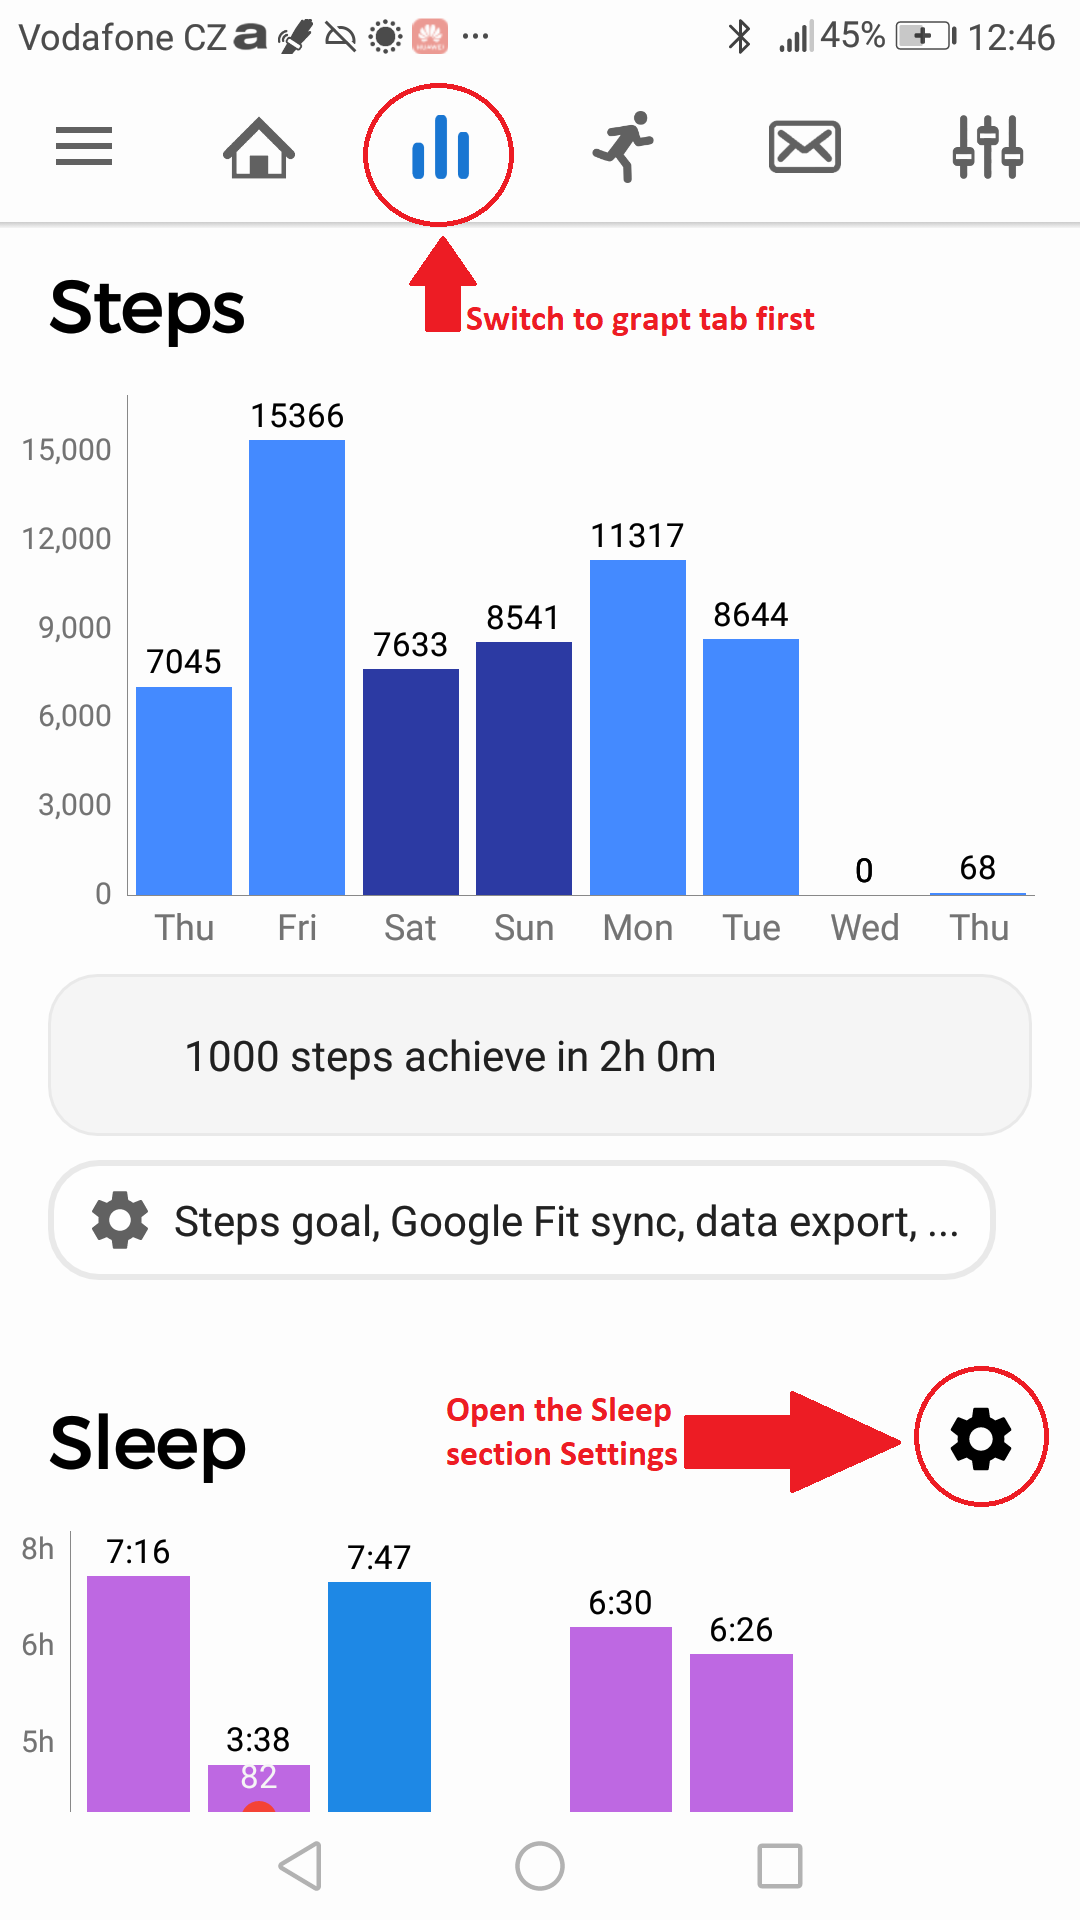 Vodafone CZ a HUAWEI ... 45% 12:46
Steps
Switch to grapt tab first
15366
15,000
12,000
11317
9,000
8541
8644
7633
7045
6,000
3,000
0
0
68
Thu Fri Sat Sun Mon Tue Wed Thu
1000 steps achieve in 2h 0m
Steps goal, Google Fit sync, data export, ...
Open the Sleep
section Settings
Sleep
8h
7:16
7:47
6:30
6h
6:26
5h
3:38
82